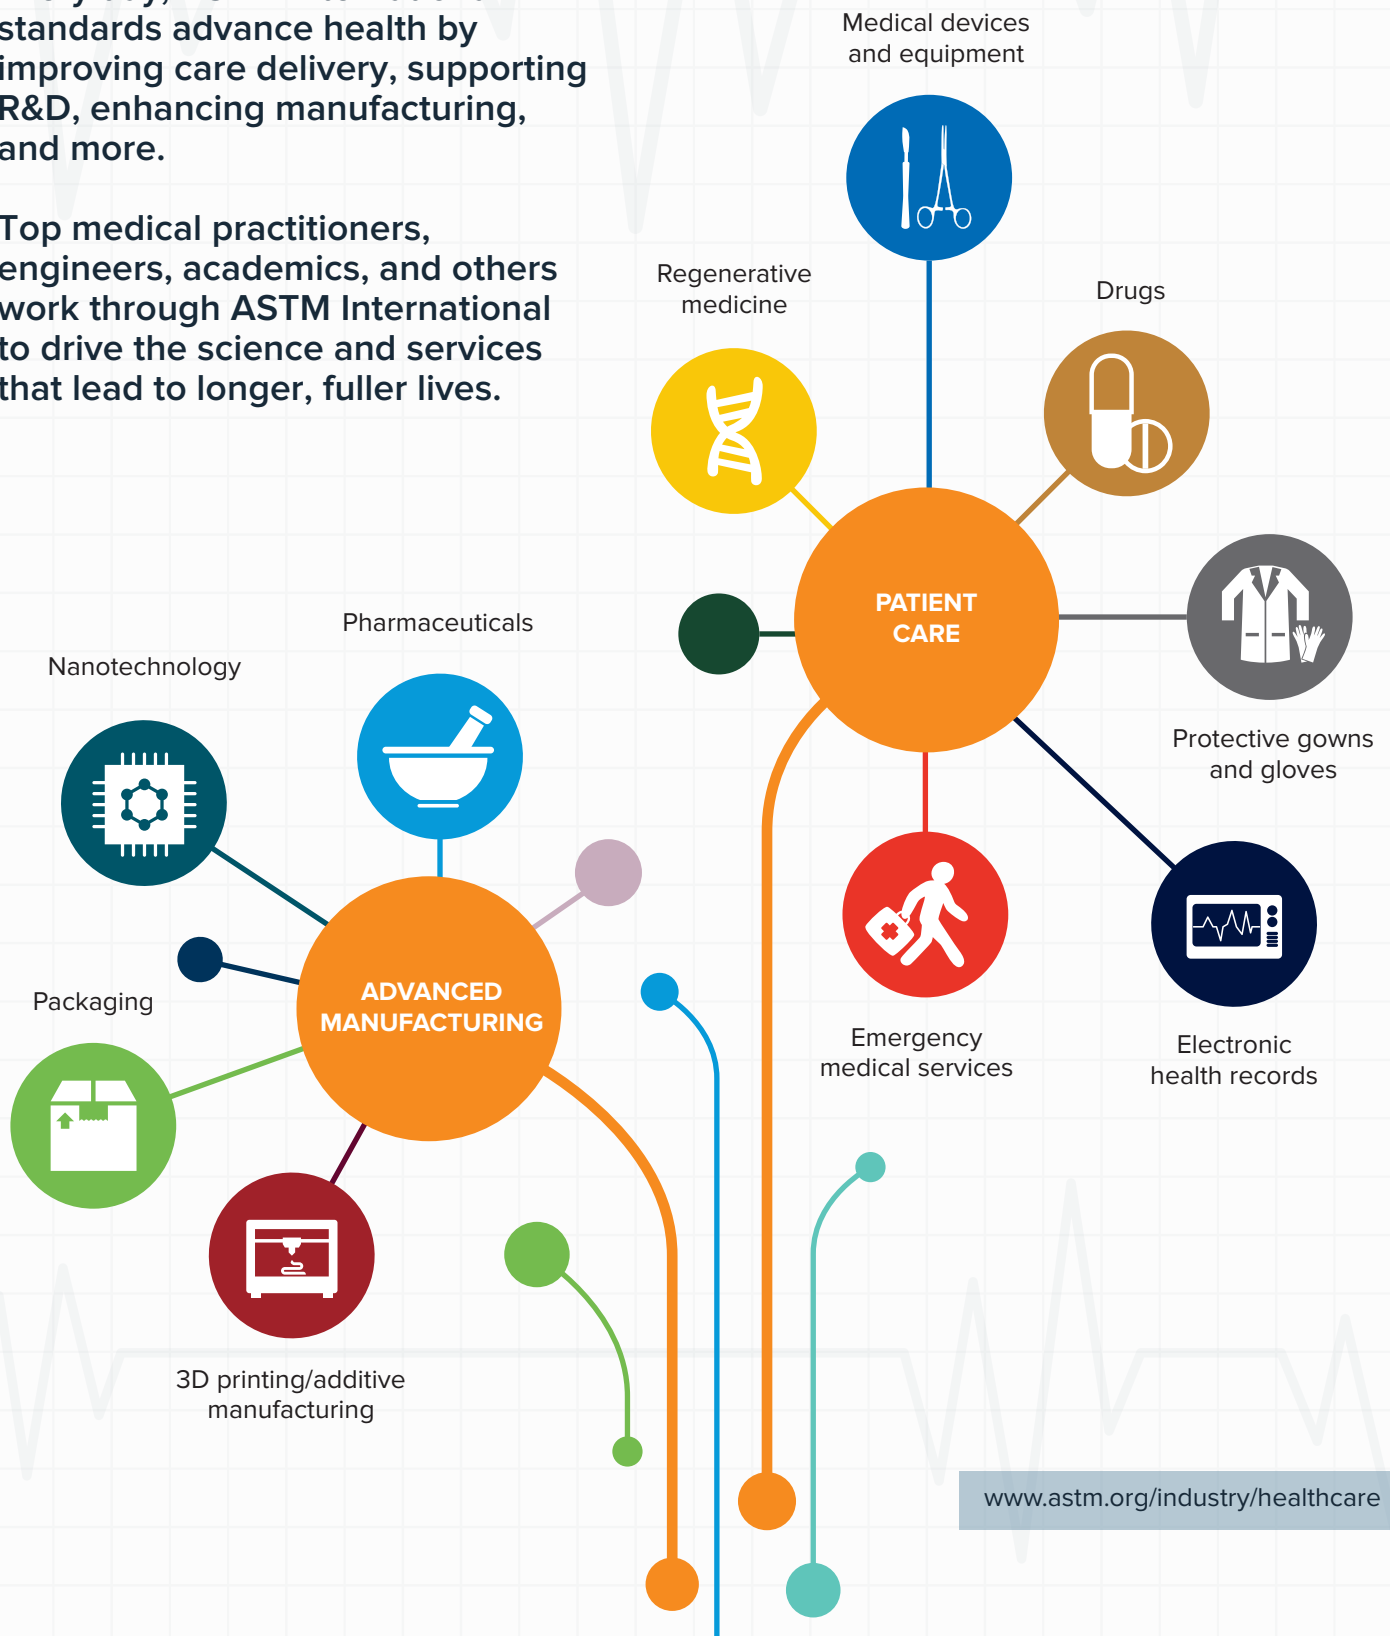 standards advance health by
improving care delivery, supporting
R&D, enhancing manufacturing,
and more.
Top medical practitioners,
engineers, academics, and others
work through ASTM International
to drive the science and services
that lead to longer, fuller lives.
Medical devices
and equipment
Regenerative
medicine
Drugs
PATIENT
CARE
Protective gowns
and gloves
Emergency
medical services
Electronic
health records
Pharmaceuticals
Nanotechnology
ADVANCED
MANUFACTURING
Packaging
3D printing/additive
manufacturing
www.astm.org/industry/healthcare